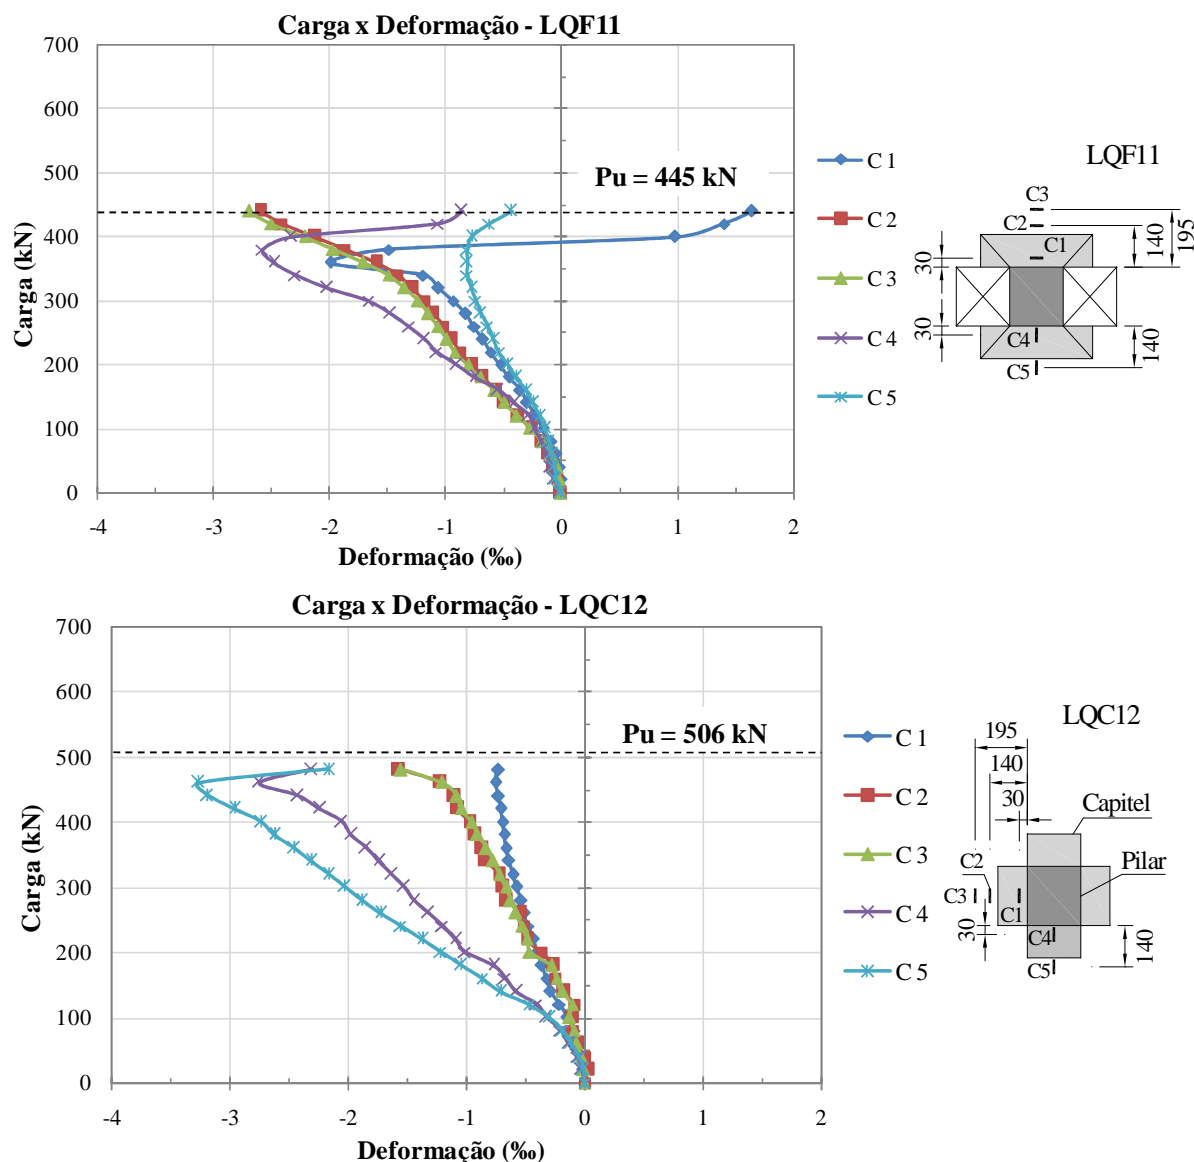 Carga x Deformação - LQF11
700
600
500
400
300
200
100
0
Carga (kN)
-4 -3 -2 -1 0 1 2
Deformação (‰)
Pu = 445 kN
C 1
C 2
C 3
C 4
C 5
LQF11
C3
C2
C1
30
140
195
30
C4
C5
140
Carga x Deformação - LQC12
700
600
500
400
300
200
100
0
Carga (kN)
-4 -3 -2 -1 0 1 2
Deformação (‰)
Pu = 506 kN
C 1
C 2
C 3
C 4
C 5
LQC12
195
140
30
Capitel
C2
Pilar
C3
C1
30
C4
140
C5